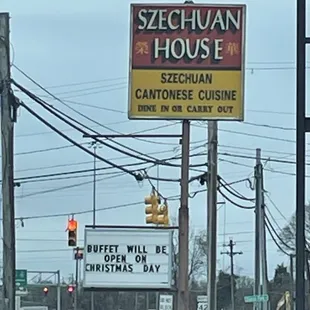 SZECHUAN
HOUSE
SZECHUAN
CANTONESE CUISINE
DINE IN OR CARRY OUT
BUFFET WILL BE
OPEN ON
CHRISTMAS DAY